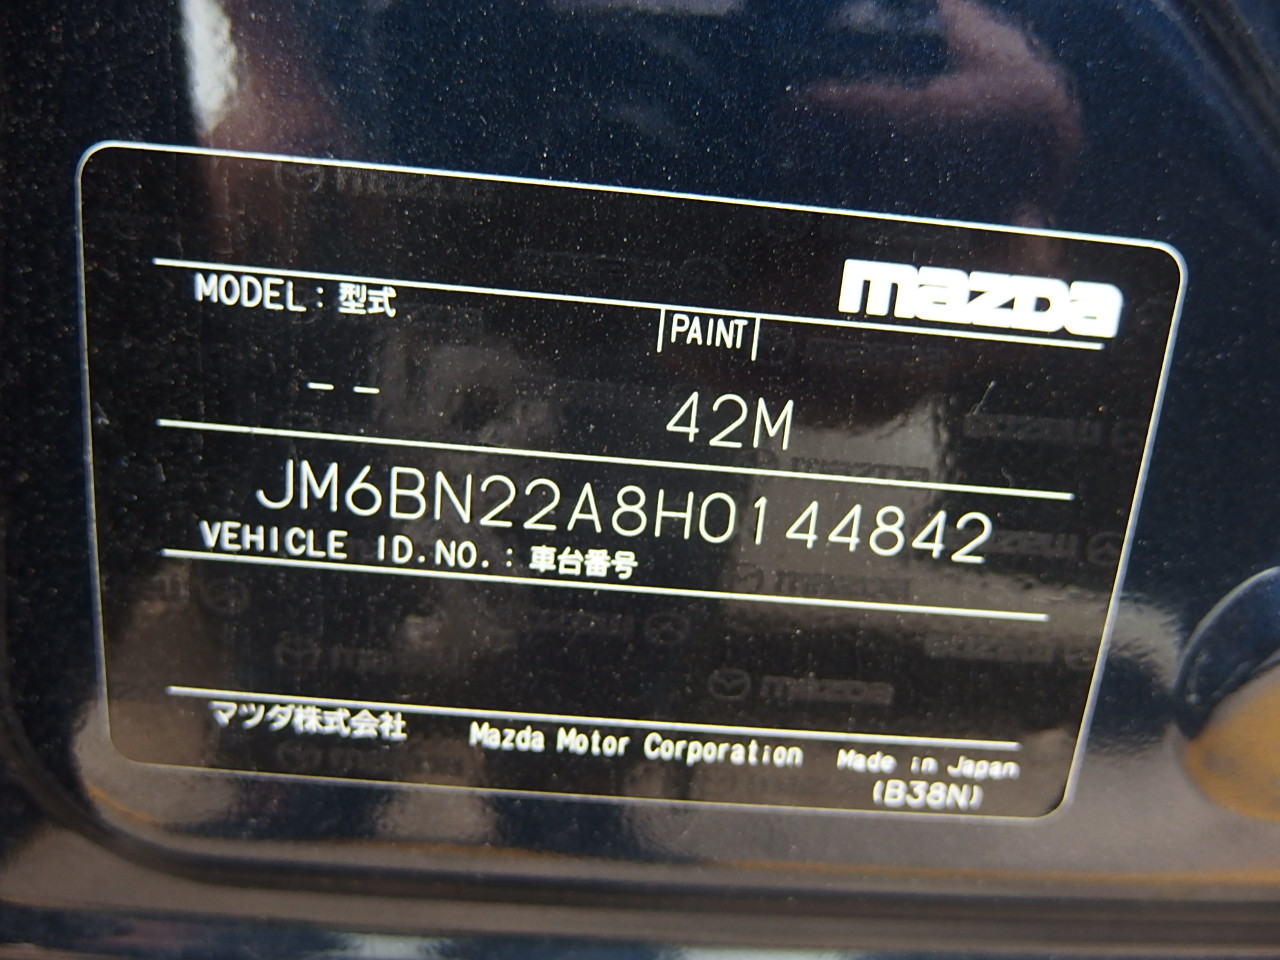 mazda
MODEL : 型式
PAINT
-- 42M
JM6BN22A8H0144842
VEHICLE ID.NO. : 車台番号
マツダ株式会社 Mazda Motor Corporation Made in Japan
(B38N)